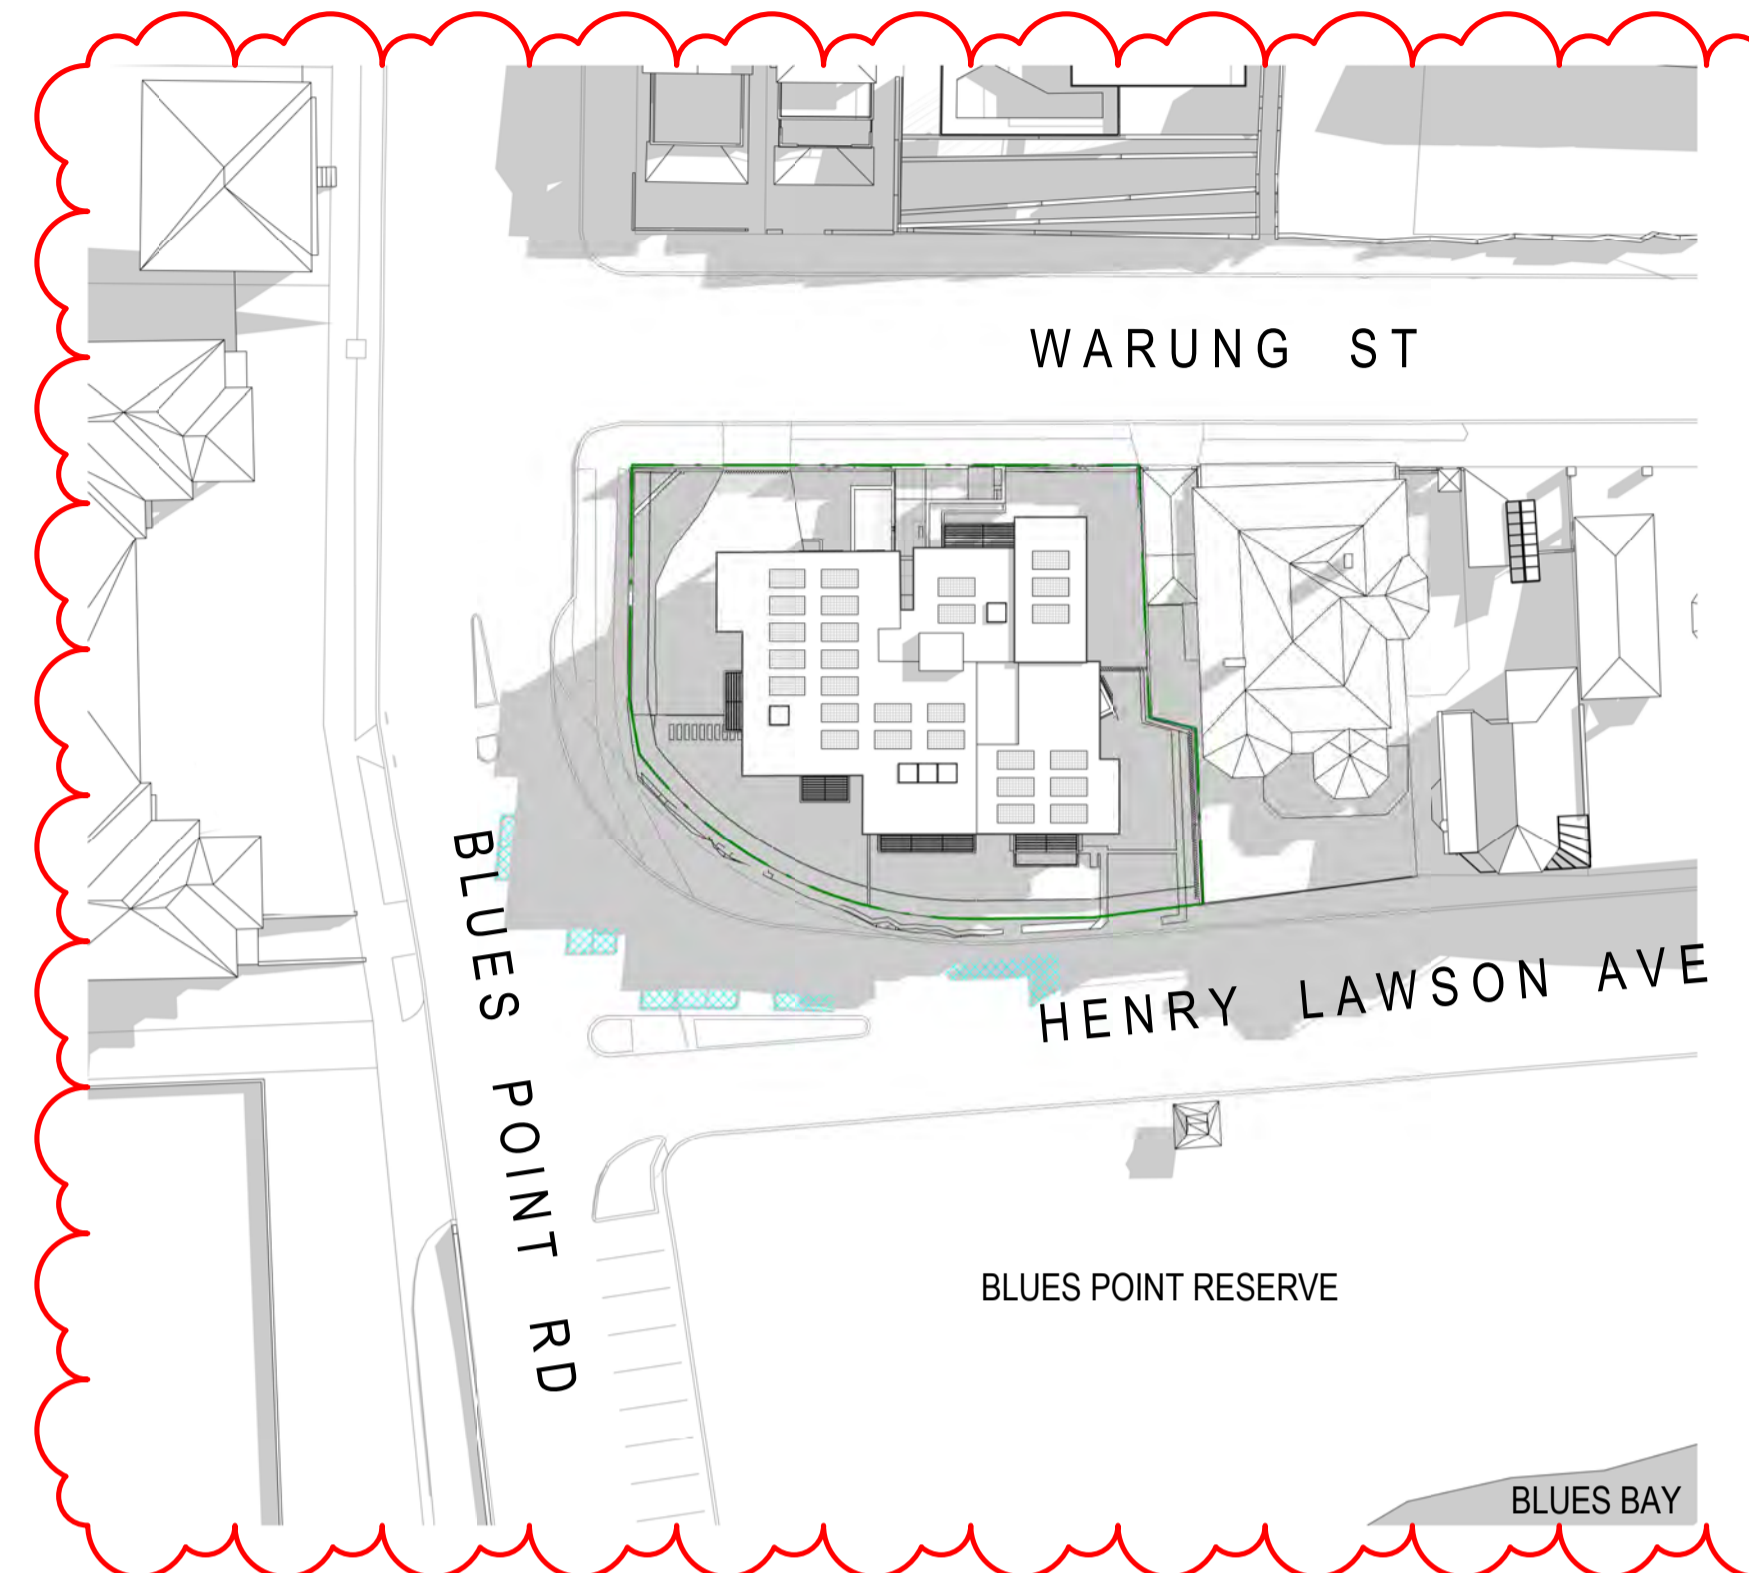 WARUNG ST
BLUES POINT RD
HENRY LAWSON AVE
BLUES POINT RESERVE
BLUES BAY